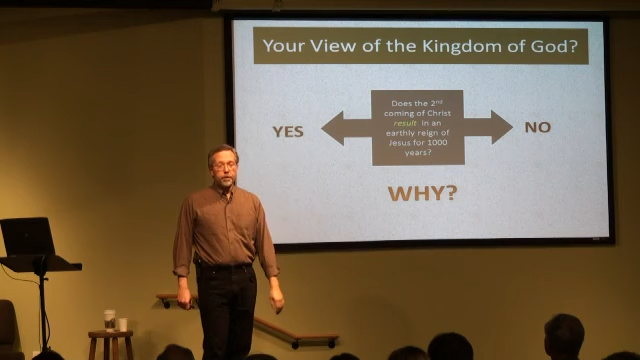 Your View of the Kingdom of God?
Does the 2nd
coming of Christ
result in an
earthly reign of
Jesus for 1000
years?
YES
NO
WHY?